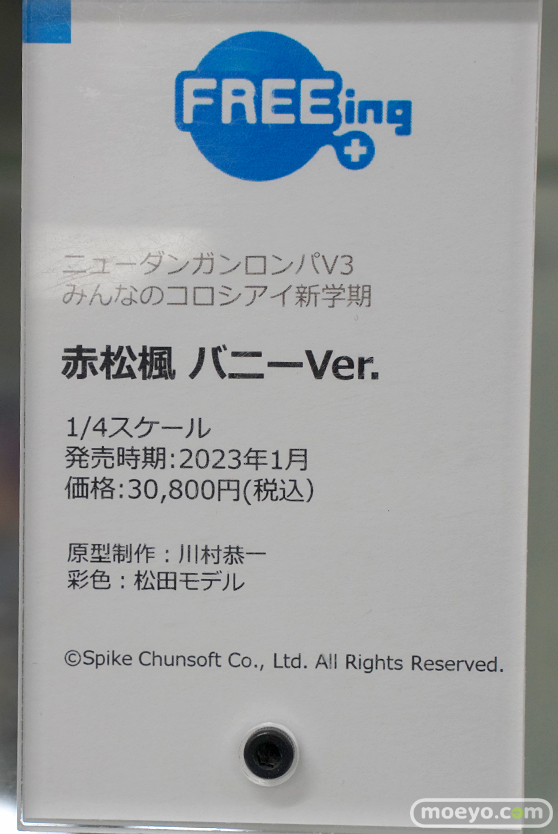 FREEing
ニューダンガンロンパV3
みんなのコロシアイ新学期
赤松楓 バニーVer.
1/4スケール
発売時期:2023年1月
価格:30,800円(税込)
原型制作：川村恭一
彩色：松田モデル
©Spike Chunsoft Co., Ltd. All Rights Reserved.
moeyo.com